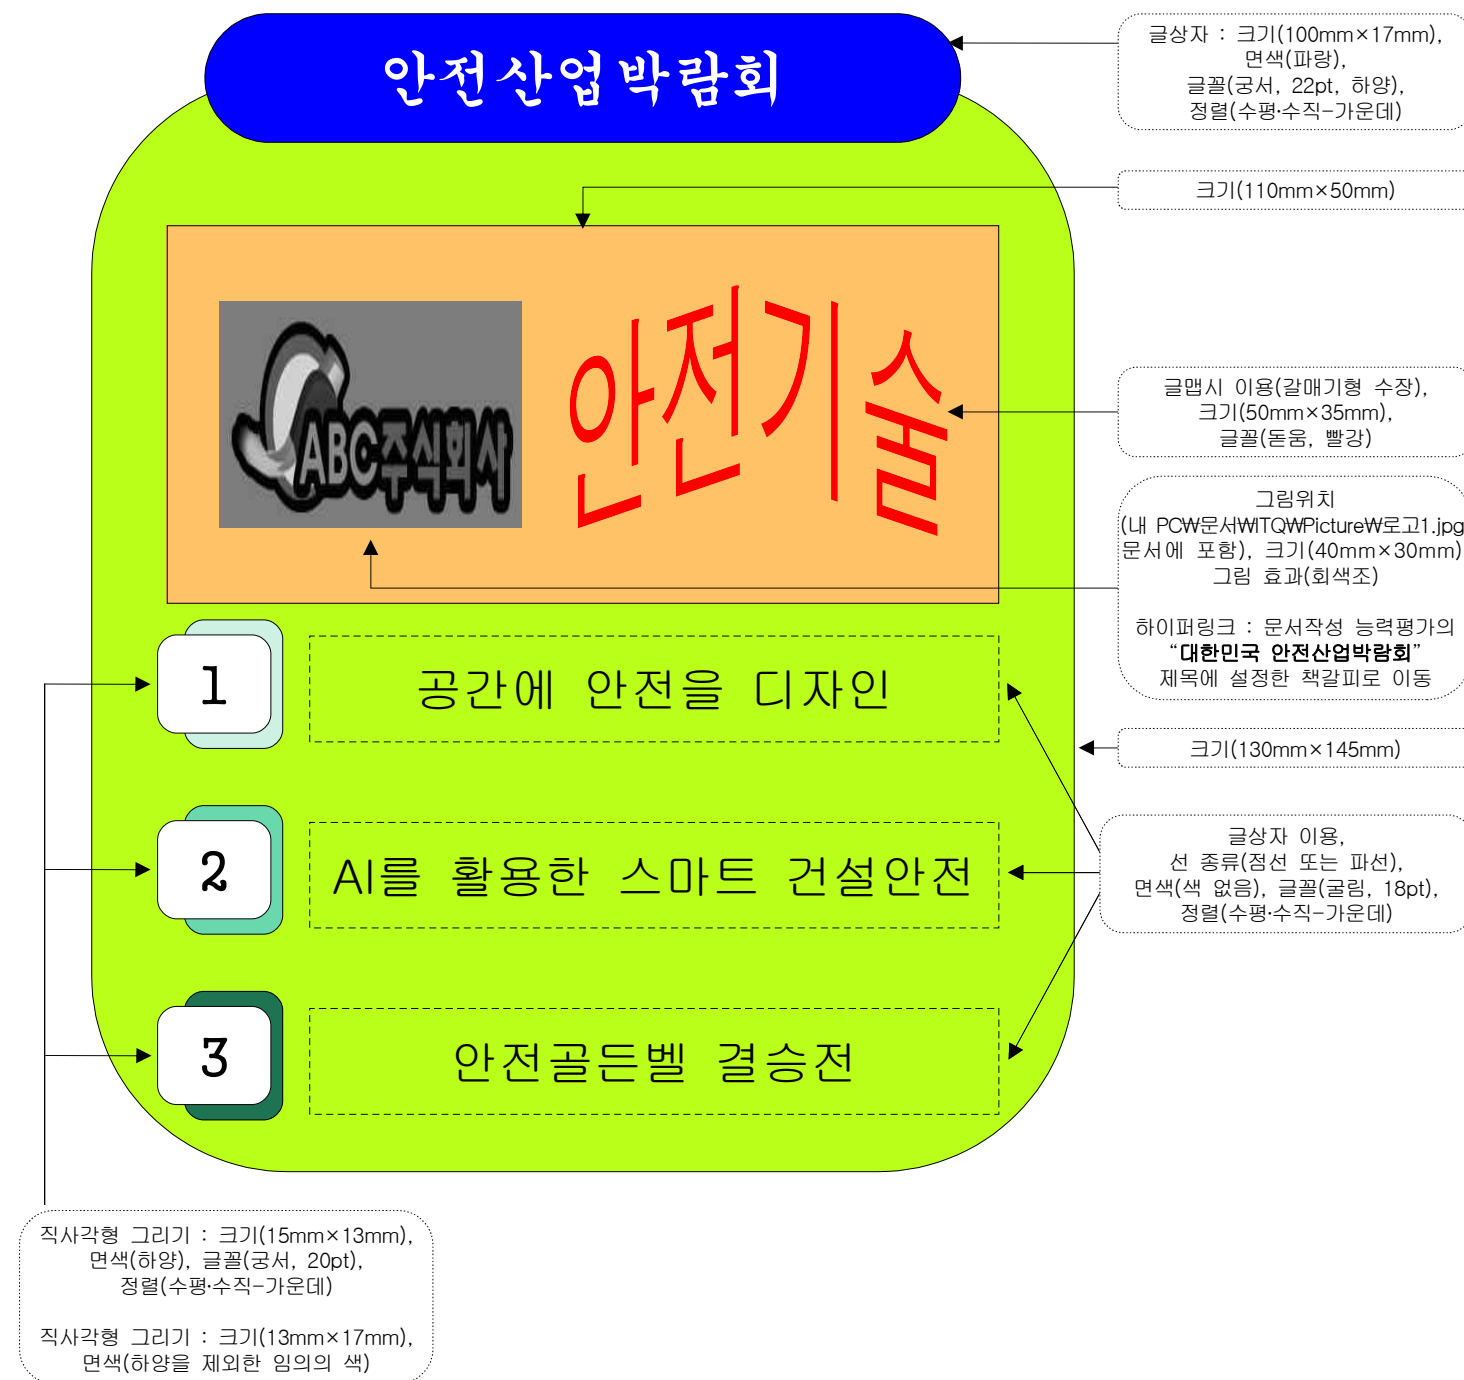 안전산업박람회
글상자 : 크기(100mm×17mm),
면색(파랑),
글꼴(궁서, 22pt, 하양),
정렬(수평·수직-가운데)
크기(110mm×50mm)
ABC주식회사
안전기술
글맵시 이용(갈매기형 수장),
크기(50mm×35mm),
글꼴(돋움, 빨강)
그림위치
(내 PC₩문서₩ITQ₩Picture₩로고1.jpg
문서에 포함), 크기(40mm×30mm)
그림 효과(회색조)
하이퍼링크 : 문서작성 능력평가의
“대한민국 안전산업박람회”
제목에 설정한 책갈피로 이동
1
공간에 안전을 디자인
크기(130mm×145mm)
2
AI를 활용한 스마트 건설안전
글상자 이용,
선 종류(점선 또는 파선),
면색(색 없음), 글꼴(굴림, 18pt),
정렬(수평·수직-가운데)
3
안전골든벨 결승전
직사각형 그리기 : 크기(15mm×13mm),
면색(하양), 글꼴(궁서, 20pt),
정렬(수평·수직-가운데)
직사각형 그리기 : 크기(13mm×17mm),
면색(하양을 제외한 임의의 색)